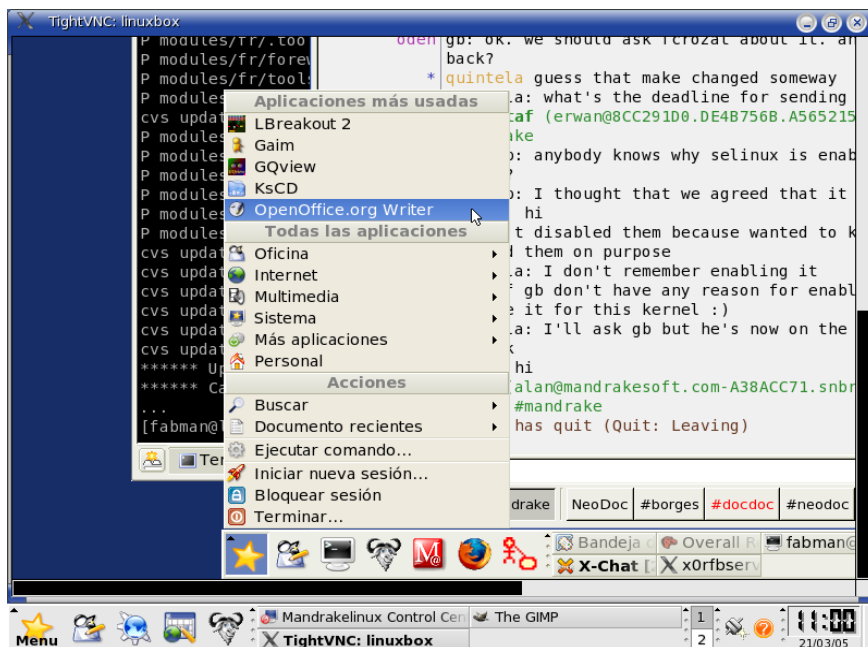 TightVNC: linuxbox
P modules/fr/.too
P modules/fr/forew
P modules/fr/tools
P modules
cvs updat
P modules
P modules
P modules
P modules
P modules
P modules
cvs updat
cvs updat
cvs updat
cvs updat
cvs updat
cvs updat
****** Up
****** Ca
...
[fabman@l
oden gb: ok. we should ask fcrozat about it. an
back?
* quintela guess that make changed someway
la: what's the deadline for sending
taf (erwan@8CC291D0.DE4B756B.A565215
ake
o: anybody knows why selinux is enab
?
o: I thought that we agreed that it
hi
t disabled them because wanted to k
d them on purpose
la: I don't remember enabling it
f gb don't have any reason for enabl
e it for this kernel :)
la: I'll ask gb but he's now on the
k
hi
alan@mandrakesoft.com-A38ACC71.snbr
#mandrake
has quit (Quit: Leaving)
Aplicaciones más usadas
LBreakout 2
Gaim
GQview
KsCD
OpenOffice.org Writer
Todas las aplicaciones
Oficina
Internet
Multimedia
Sistema
Más aplicaciones
Personal
Acciones
Buscar
Documento recientes
Ejecutar comando...
Iniciar nueva sesión...
Bloquear sesión
Terminar...
Ter
drake NeoDoc #borges #docdoc #neodoc
Bandeja Overall R fabman@
X-Chat [ x0rfbserv
Menu
Mandrakelinux Control Cen The GIMP
TightVNC: linuxbox
1
2
11:00
21/03/05